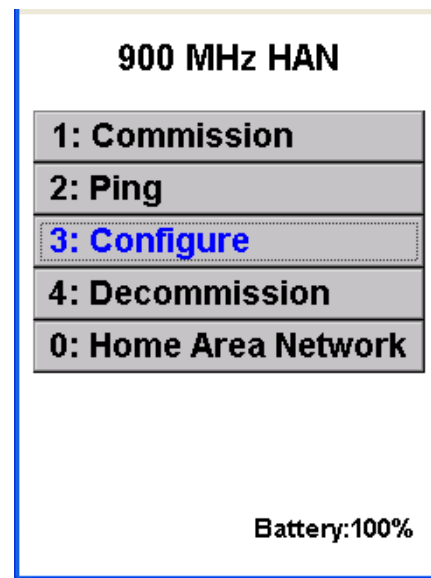 900 MHz HAN
1: Commission
2: Ping
3: Configure
4: Decommission
0: Home Area Network
Battery:100%